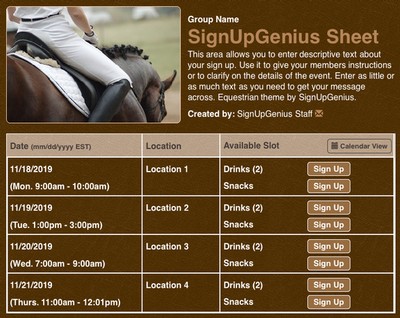 Group Name
SignUpGenius Sheet
This area allows you to enter descriptive text about
your sign up. Use it to give your members instructions
or to clarify on the details of the event. Enter as little or
as much text as you need to get your message
across. Equestrian theme by SignUpGenius.
Created by: SignUpGenius Staff
Date (mm/dd/yyyy EST) Location Available Slot Calendar View
11/18/2019 Location 1 Drinks (2) Sign Up
(Mon. 9:00am - 10:00am) Snacks Sign Up
11/19/2019 Location 2 Drinks (2) Sign Up
(Tue. 1:00pm - 3:00pm) Snacks Sign Up
11/20/2019 Location 3 Drinks (2) Sign Up
(Wed. 7:00am - 9:00am) Snacks Sign Up
11/21/2019 Location 4 Drinks (2) Sign Up
(Thurs. 11:00am - 12:01pm) Snacks Sign Up